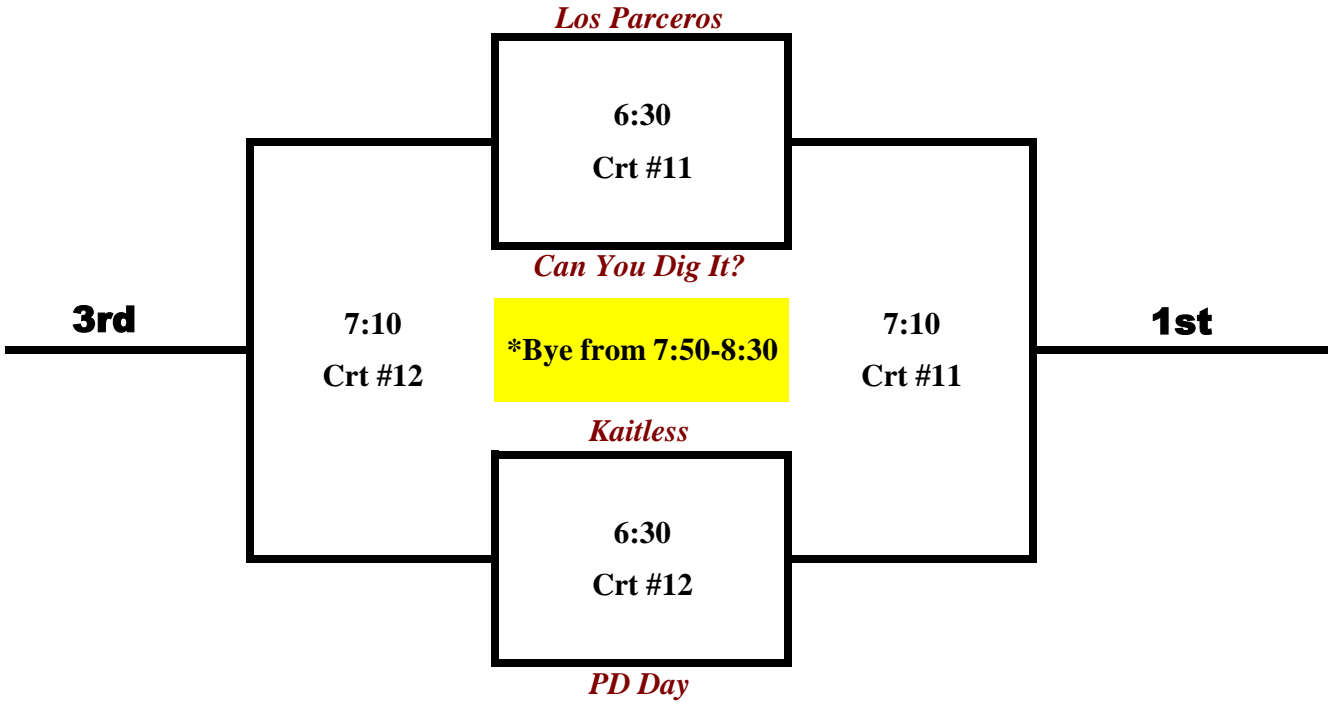 Los Parceros
6:30
Crt #11
Can You Dig It?
3rd
7:10
Crt #12
*Bye from 7:50-8:30
7:10
Crt #11
1st
Kaitless
6:30
Crt #12
PD Day